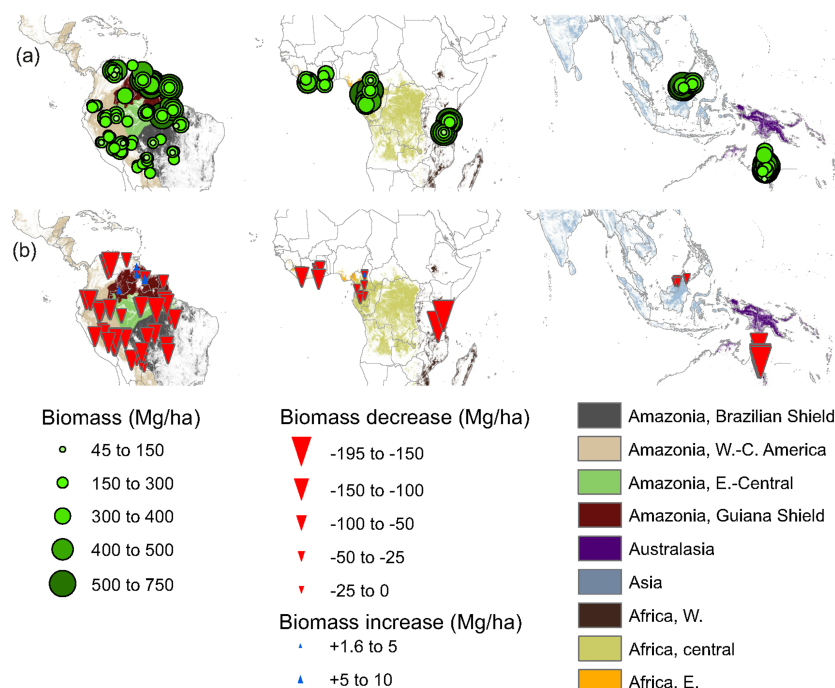 (a)
(b)
Biomass (Mg/ha)
45 to 150
150 to 300
300 to 400
400 to 500
500 to 750
Biomass decrease (Mg/ha)
-195 to -150
-150 to -100
-100 to -50
-50 to -25
-25 to 0
Biomass increase (Mg/ha)
+1.6 to 5
+5 to 10
Amazonia, Brazilian Shield
Amazonia, W.-C. America
Amazonia, E.-Central
Amazonia, Guiana Shield
Australasia
Asia
Africa, W.
Africa, central
Africa, E.